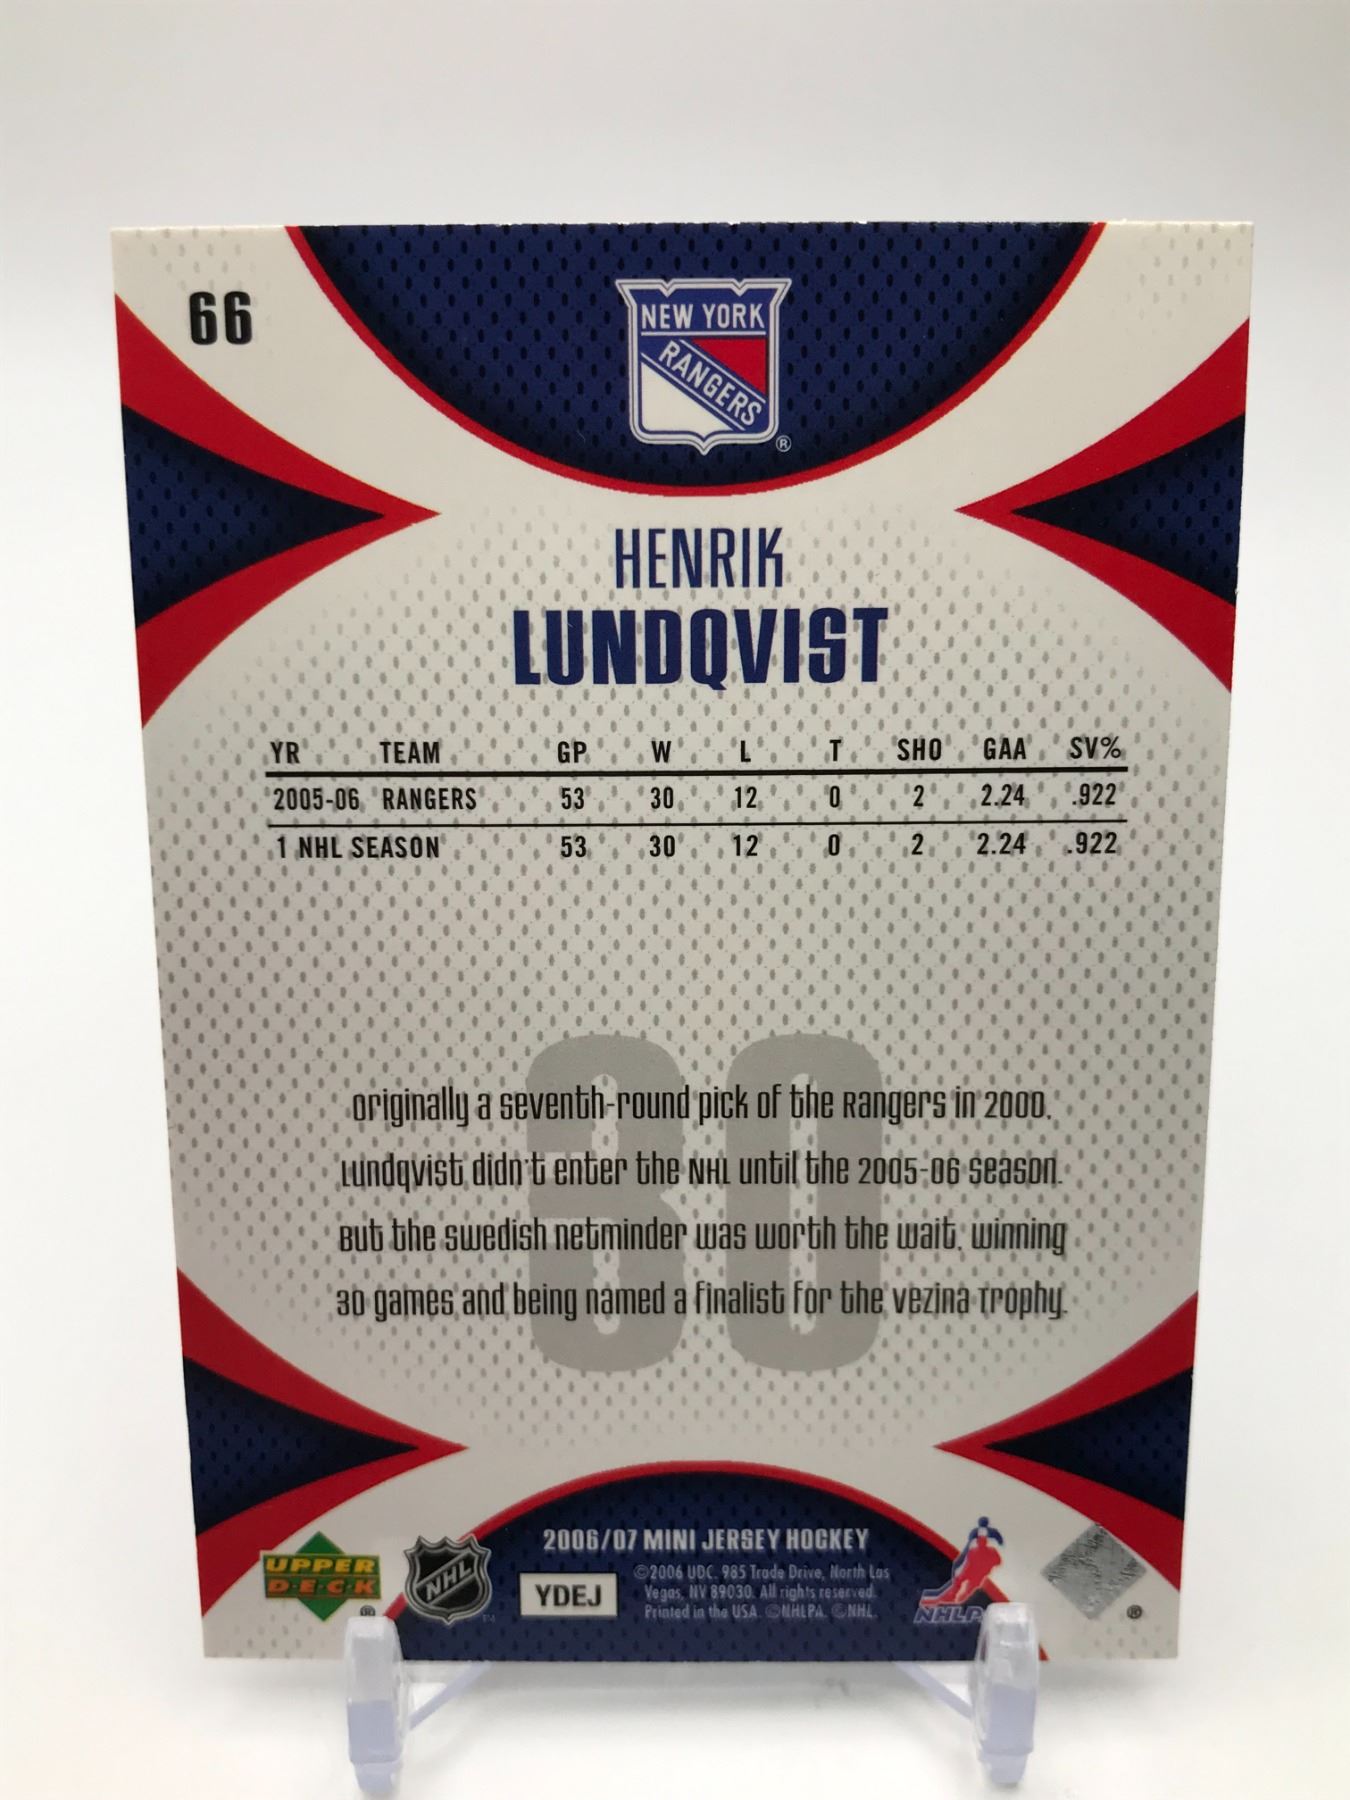 66
NEW YORK
RANGERS
®
HENRIK
LUNDQVIST
YR TEAM GP W L T SHO GAA SV%
2005-06 RANGERS 53 30 12 0 2 2.24 .922
1 NHL SEASON 53 30 12 0 2 2.24 .922
30
originally a seventh-round pick of the Rangers in 2000,
Lundqvist didn't enter the NHL until the 2005-06 season.
But the Swedish netminder was worth the wait, winning
30 games and being named a finalist for the Vezina Trophy.
2006/07 MINI JERSEY HOCKEY
UPPER
DECK
®
NHL
TM
YDEJ
©2006 UDC. 985 Trade Drive, North Las
Vegas, NV 89030. All rights reserved.
Printed in the USA. ©NHLPA. ©NHL.
NHLP
®